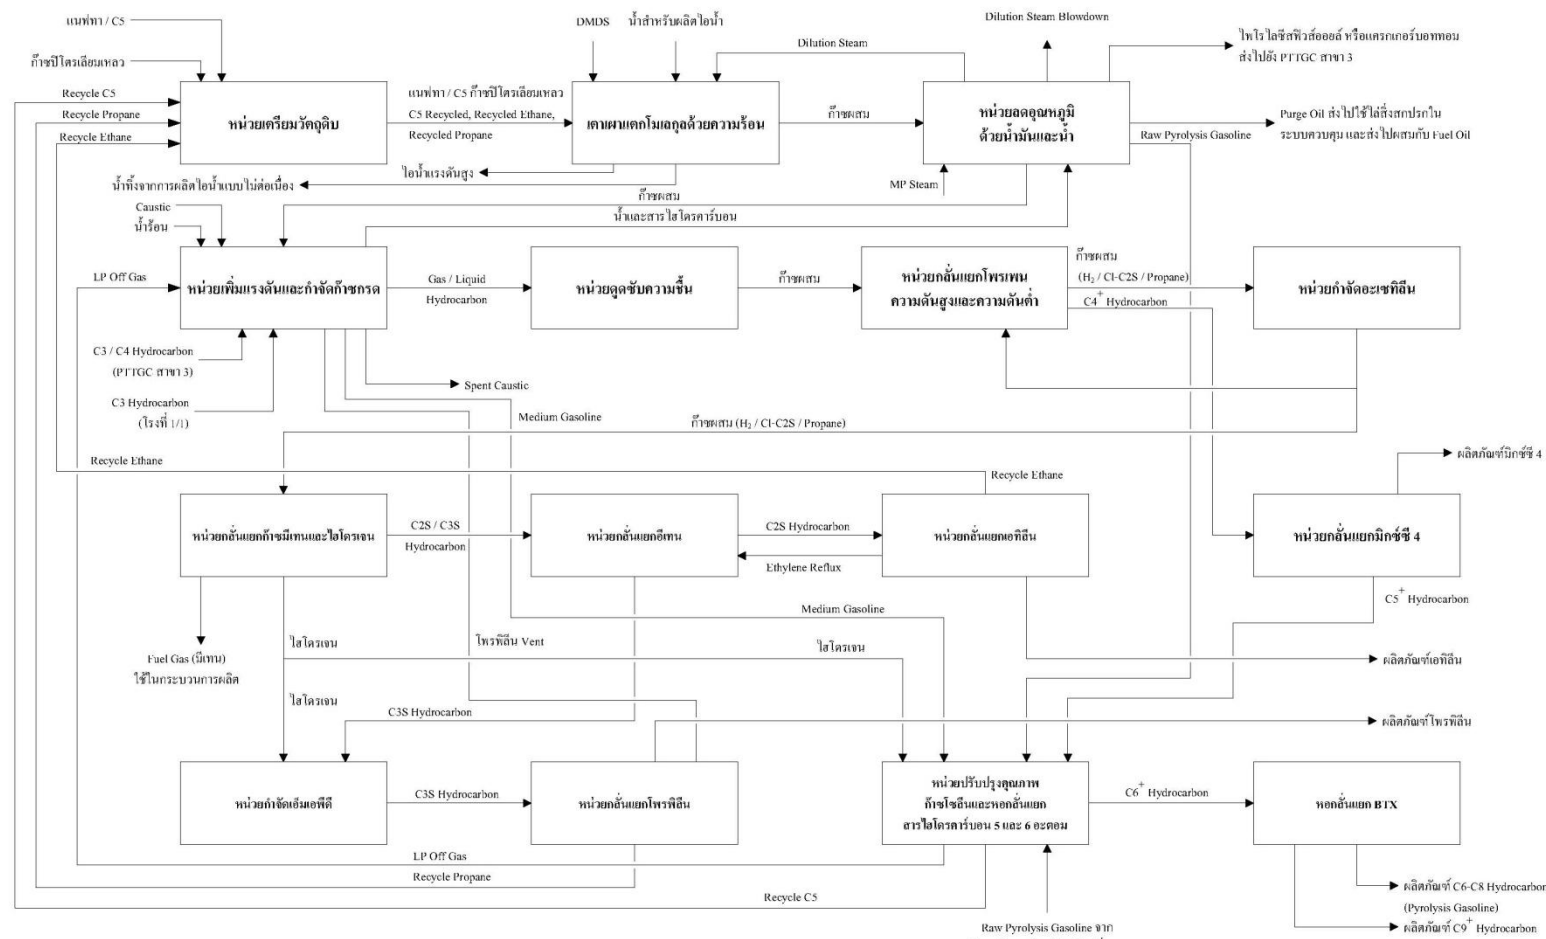 แนฟทา / C5
DMDS
น้ำสำหรับผลิตไอน้ำ
Dilution Steam Blowdown
Dilution Steam
ไพโรไลซีสฟิวส์ออยล์ หรือแครกเกอร์บอททอม
ส่งไปยัง PTTGC สาขา 3
ก๊าซปิโตรเลียมเหลว
Recycle C5
Recycle Propane
Recycle Ethane
หน่วยเตรียมวัตถุดิบ
แนฟทา / C5 ก๊าซปิโตรเลียมเหลว
C5 Recycled, Recycled Ethane,
Recycled Propane
เตาเผาแตกโมเลกุลด้วยความร้อน
ก๊าซผสม
หน่วยลดอุณหภูมิ
ด้วยน้ำมันและน้ำ
Raw Pyrolysis Gasoline
Purge Oil ส่งไปใช้ไล่สิ่งสกปรกใน
ระบบควบคุม และส่งไปผสมกับ Fuel Oil
ไอน้ำแรงดันสูง
น้ำทิ้งจากการผลิตไอน้ำแบบไม่ต่อเนื่อง
MP Steam
ก๊าซผสม
น้ำและสารไฮโดรคาร์บอน
Caustic
น้ำร้อน
LP Off Gas
หน่วยเพิ่มแรงดันและกำจัดก๊าซกรด
Gas / Liquid
Hydrocarbon
หน่วยดูดซับความชื้น
ก๊าซผสม
หน่วยกลั่นแยกโพรเพน
ความดันสูงและความดันต่ำ
ก๊าซผสม
(H2 / Cl-C2S / Propane)
C4+ Hydrocarbon
หน่วยกำจัดอะเซทิลีน
C3 / C4 Hydrocarbon
(PTTGC สาขา 3)
C3 Hydrocarbon
(โรงที่ 1/1)
Spent Caustic
Medium Gasoline
ก๊าซผสม (H2 / Cl-C2S / Propane)
Recycle Ethane
Recycle Ethane
ผลิตภัณฑ์มิกซ์ซี 4
หน่วยกลั่นแยกก๊าซมีเทนและไฮโดรเจน
C2S / C3S
Hydrocarbon
หน่วยกลั่นแยกอีเทน
C2S Hydrocarbon
Ethylene Reflux
หน่วยกลั่นแยกเอทิลีน
หน่วยกลั่นแยกมิกซ์ซี 4
C5+ Hydrocarbon
Medium Gasoline
ไฮโดรเจน
โพรพิลีน Vent
ไฮโดรเจน
Fuel Gas (มีเทน)
ใช้ในกระบวนการผลิต
ผลิตภัณฑ์เอทิลีน
ไฮโดรเจน
C3S Hydrocarbon
ผลิตภัณฑ์โพรพิลีน
หน่วยกำจัดเอ็มเอพีดี
C3S Hydrocarbon
หน่วยกลั่นแยกโพรพิลีน
หน่วยปรับปรุงคุณภาพ
ก๊าซโซลีนและหอกลั่นแยก
สารไฮโดรคาร์บอน 5 และ 6 อะตอม
C6+ Hydrocarbon
หอกลั่นแยก BTX
LP Off Gas
Recycle Propane
Recycle C5
ผลิตภัณฑ์ C6-C8 Hydrocarbon
(Pyrolysis Gasoline)
ผลิตภัณฑ์ C9+ Hydrocarbon
Raw Pyrolysis Gasoline จาก